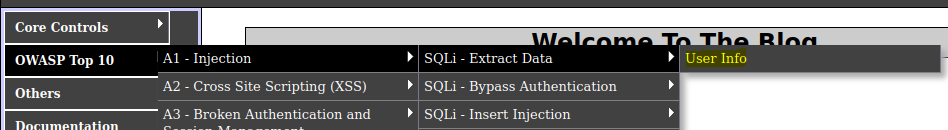 Core Controls
Welcome To The Blog
OWASP Top 10
A1 - Injection
SQLi - Extract Data
User Info
A2 - Cross Site Scripting (XSS)
SQLi - Bypass Authentication
Others
A3 - Broken Authentication and
Session Management
SQLi - Insert Injection
Documentation